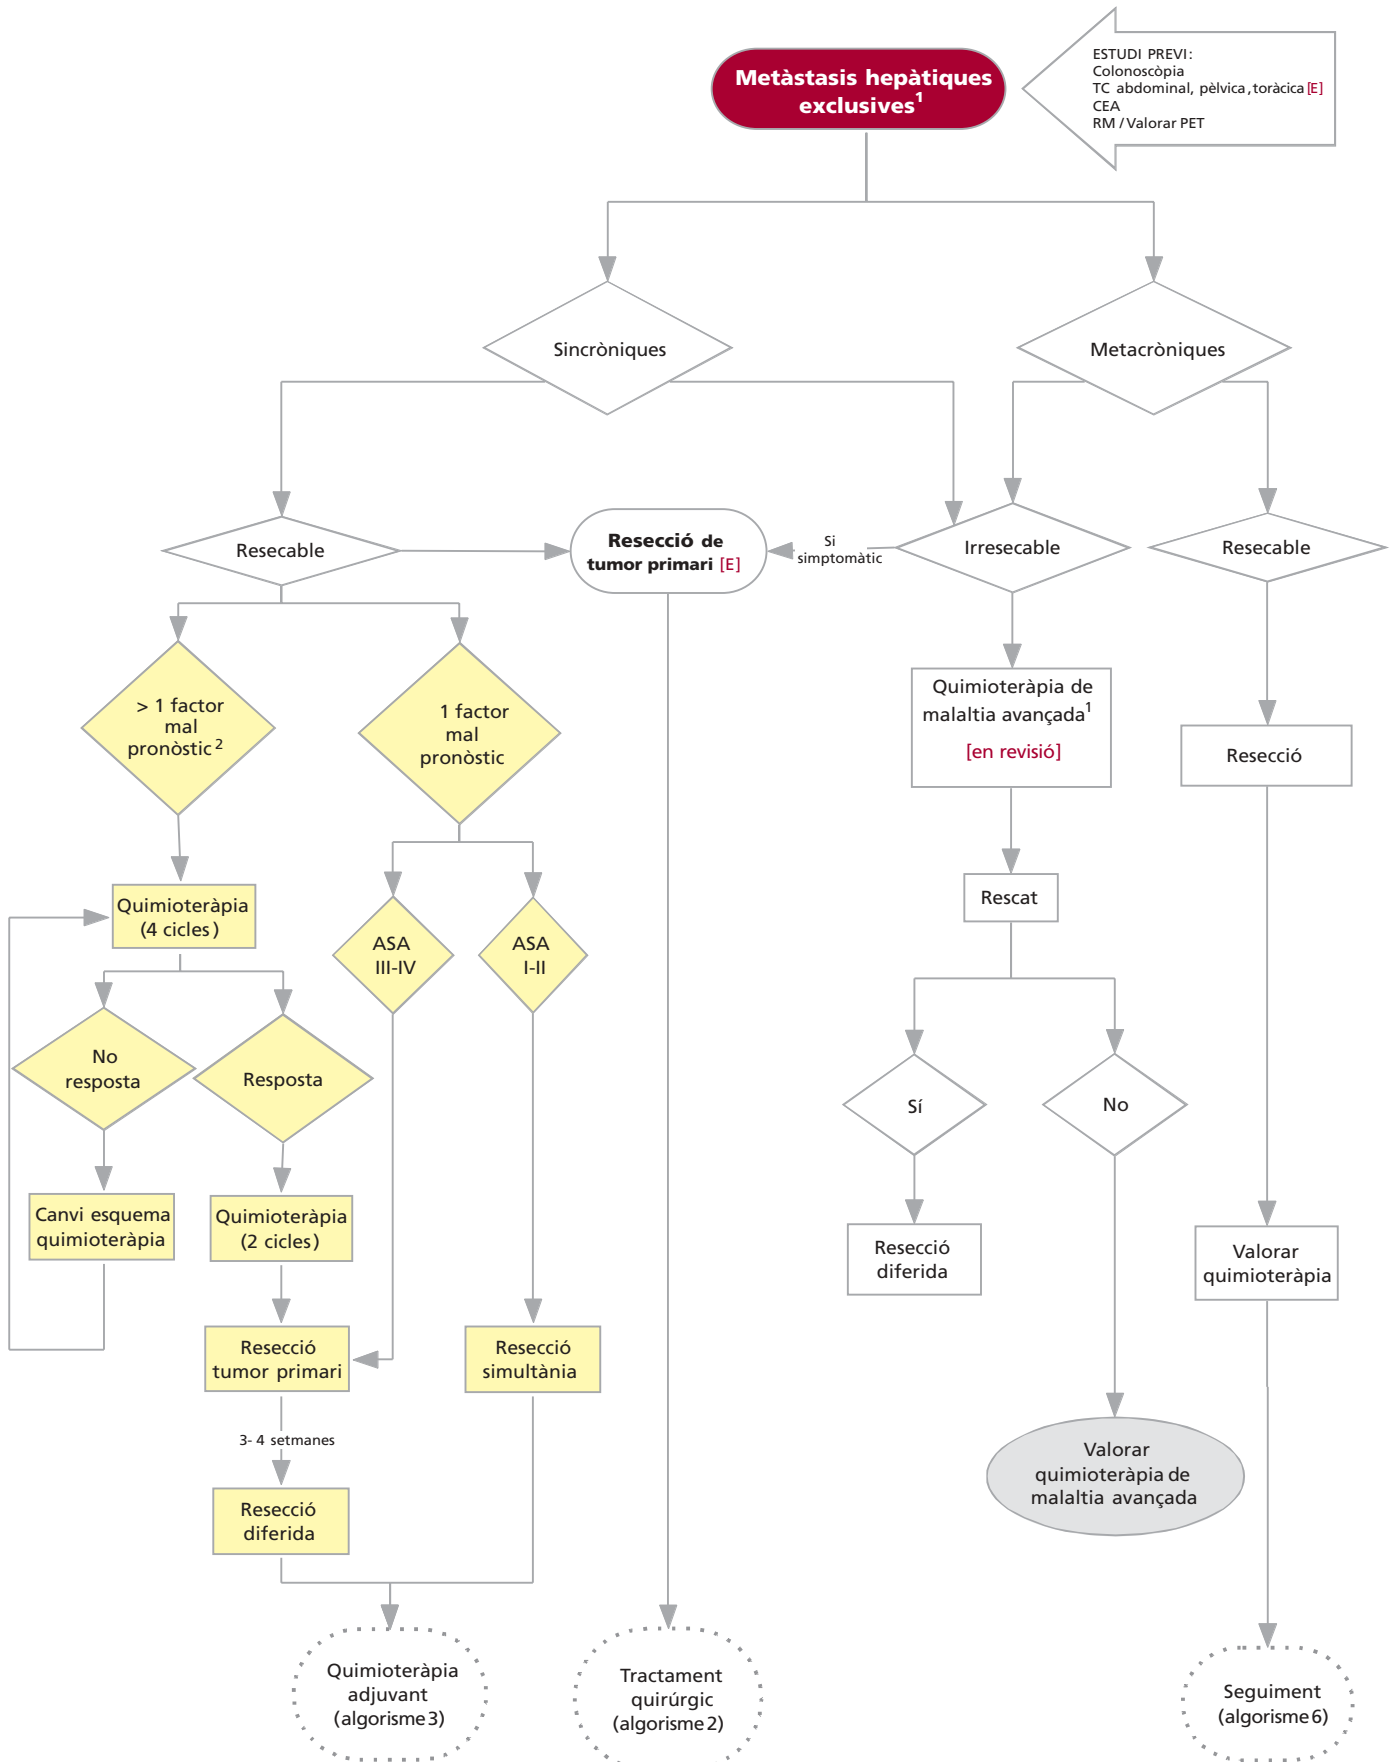 Metàstasis hepàtiques
exclusives1
ESTUDI PREVI:
Colonoscòpia
TC abdominal, pèlvica, toràcica [E]
CEA
RM / Valorar PET
Sincròniques
Metacròniques
Resecable
Resecció de
tumor primari [E]
Si
simptomàtic
Irresecable
Resecable
> 1 factor
mal
pronòstic2
1 factor
mal
pronòstic
Quimioteràpia de
malaltia avançada1
[en revisió]
Resecció
Quimioteràpia
(4 cicles)
ASA
III-IV
ASA
I-II
Rescat
No
resposta
Resposta
Sí
No
Canvi esquema
quimioteràpia
Quimioteràpia
(2 cicles)
Resecció
diferida
Valorar
quimioteràpia
Resecció
tumor primari
Resecció
simultània
3- 4 setmanes
Valorar
quimioteràpia de
malaltia avançada
Resecció
diferida
Quimioteràpia
adjuvant
(algorisme 3)
Tractament
quirúrgic
(algorisme 2)
Seguiment
(algorisme 6)